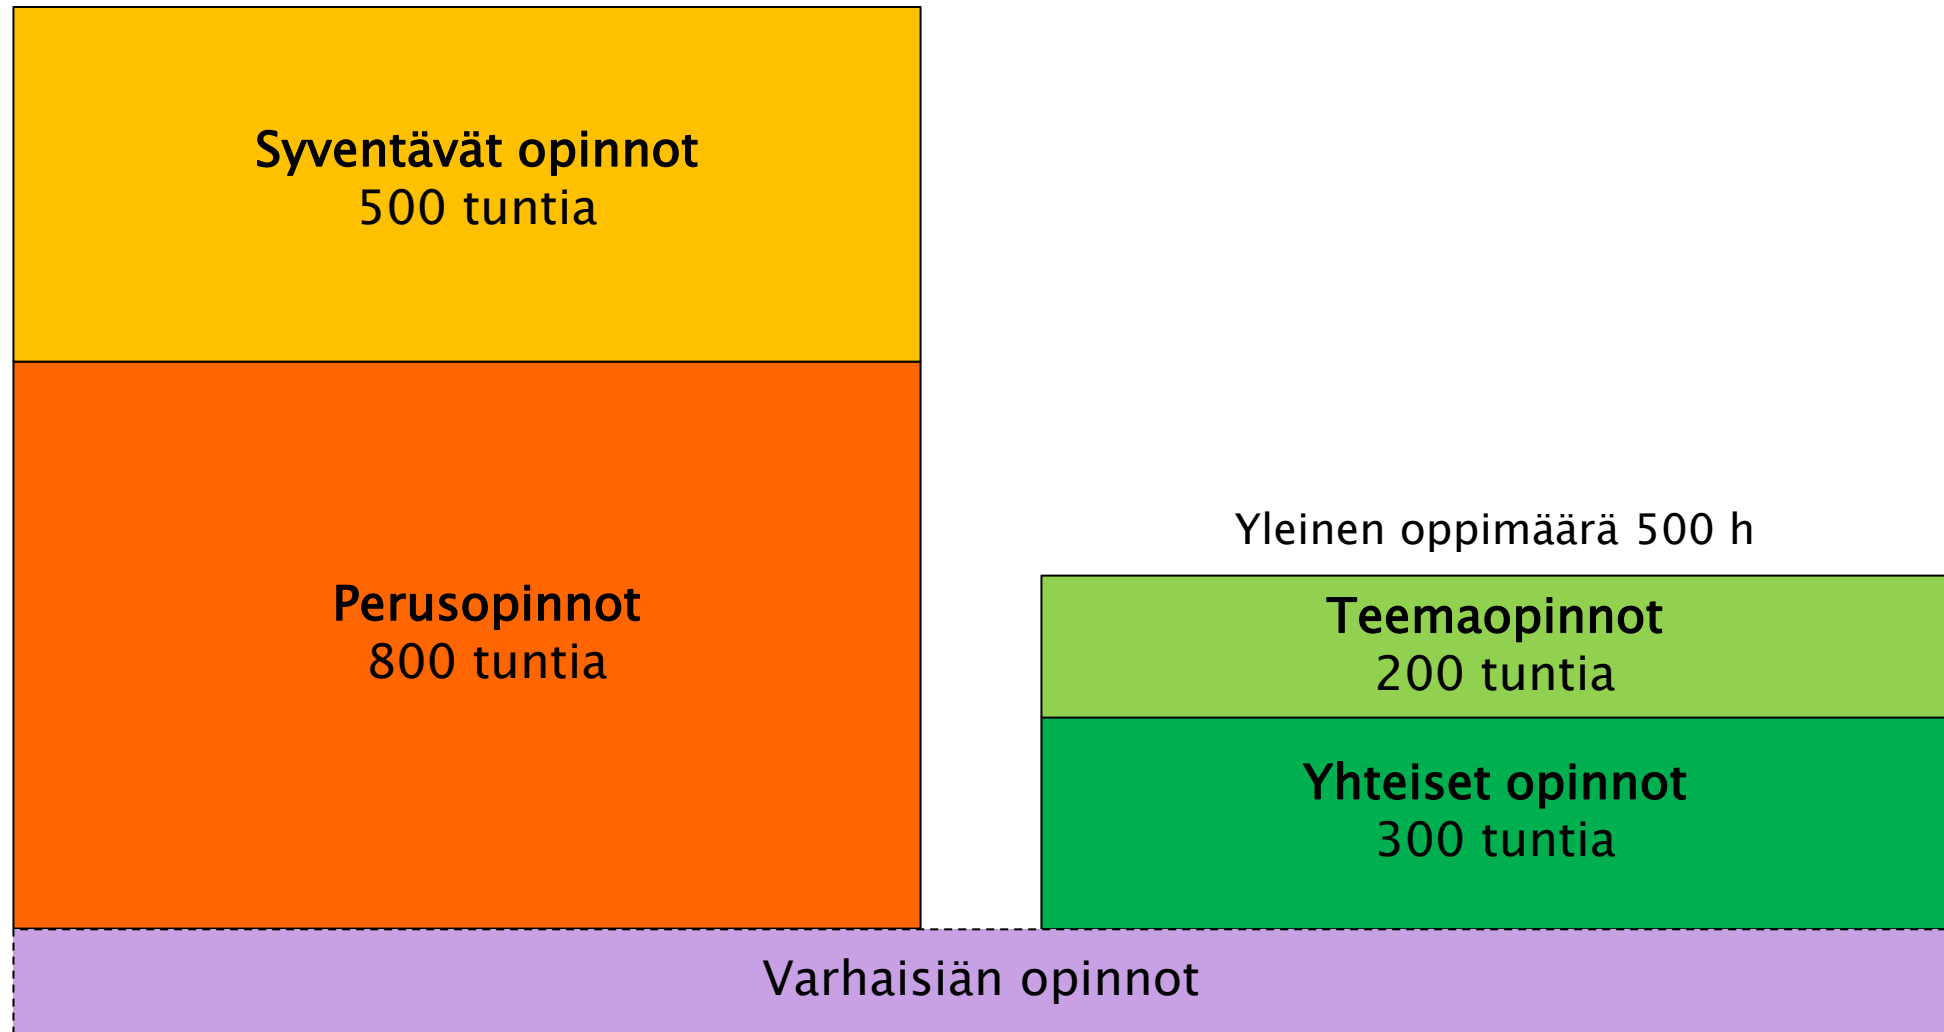 Syventävät opinnot
500 tuntia
Perusopinnot
800 tuntia
Yleinen oppimäärä 500 h
Teemaopinnot
200 tuntia
Yhteiset opinnot
300 tuntia
Varhaisiän opinnot